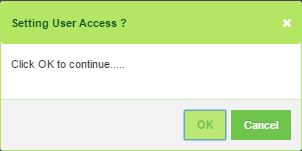 Setting User Access ?
Click OK to continue.....
OK
Cancel